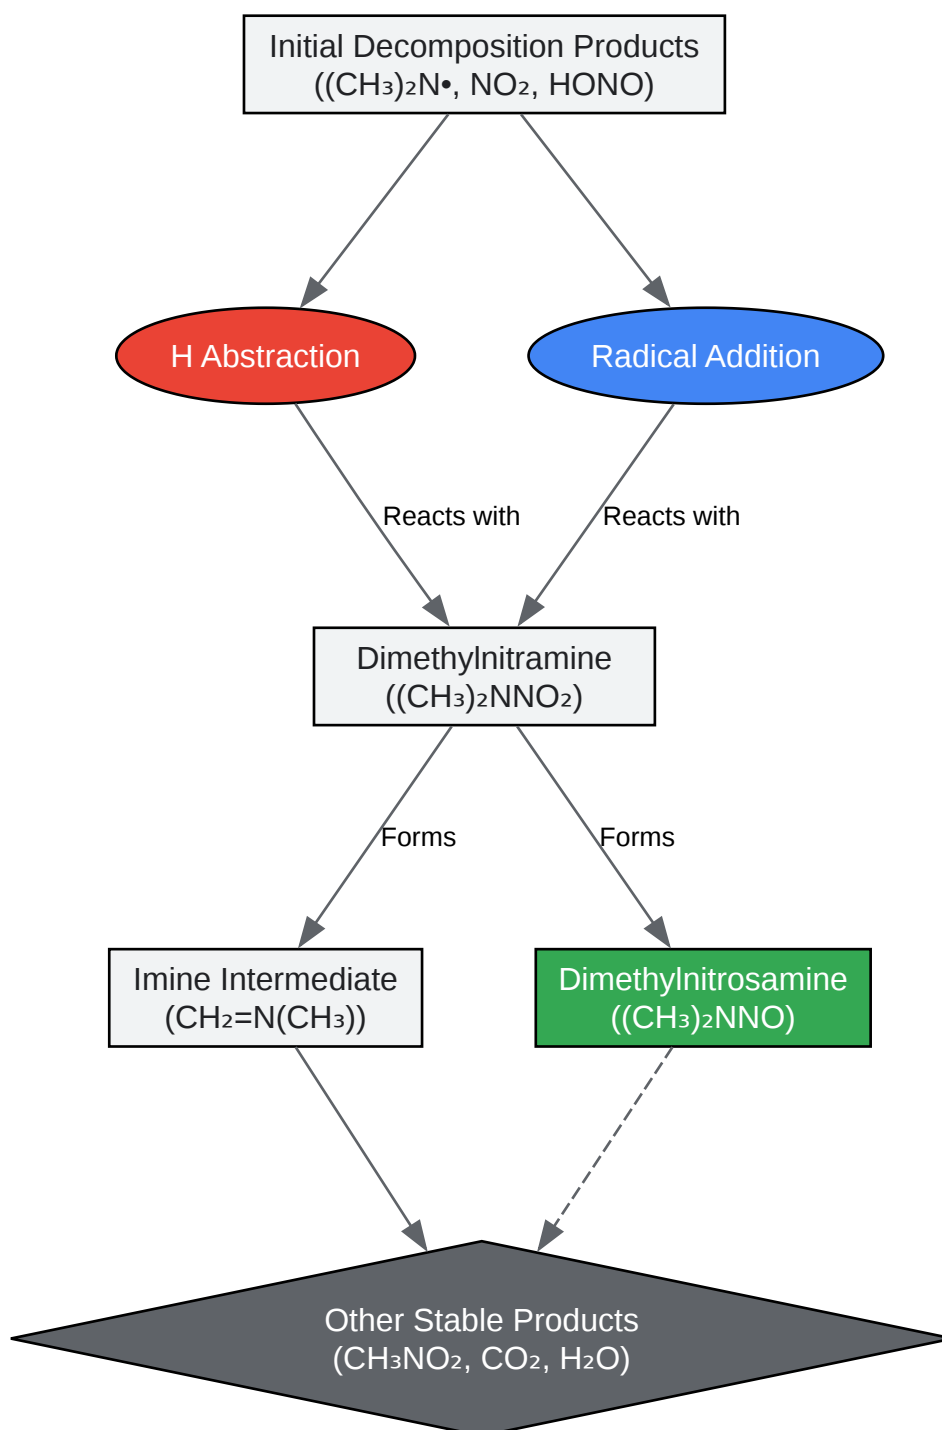 Initial Decomposition Products
((CH₃)₂N•, NO₂, HONO)
H Abstraction
Radical Addition
Reacts with
Reacts with
Dimethylnitramine
((CH₃)₂NNO₂)
Forms
Forms
Imine Intermediate
(CH₂=N(CH₃))
Dimethylnitrosamine
((CH₃)₂NNO)
Other Stable Products
(CH₃NO₂, CO₂, H₂O)